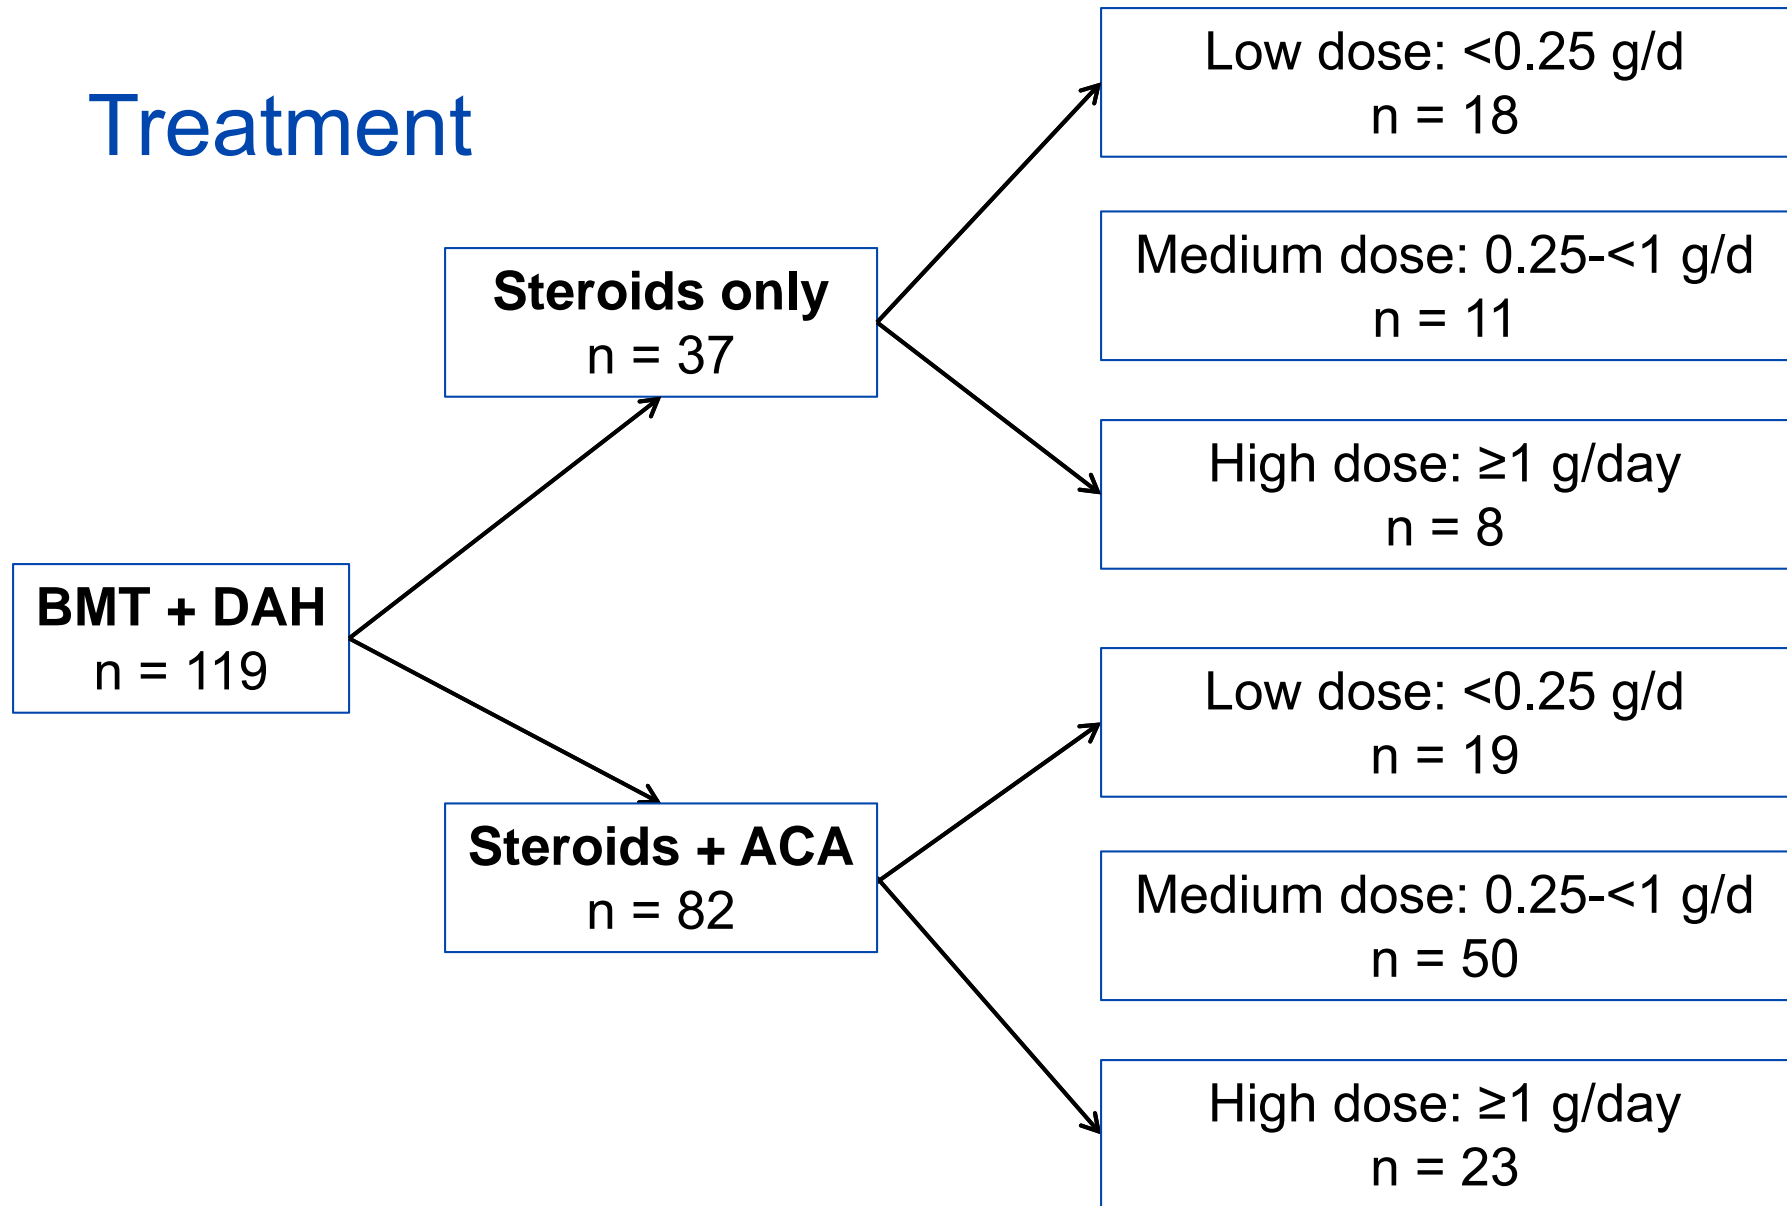 Treatment
BMT + DAH
n = 119
Steroids only
n = 37
Low dose: <0.25 g/d
n = 18
Medium dose: 0.25-<1 g/d
n = 11
High dose: ≥1 g/day
n = 8
Steroids + ACA
n = 82
Low dose: <0.25 g/d
n = 19
Medium dose: 0.25-<1 g/d
n = 50
High dose: ≥1 g/day
n = 23